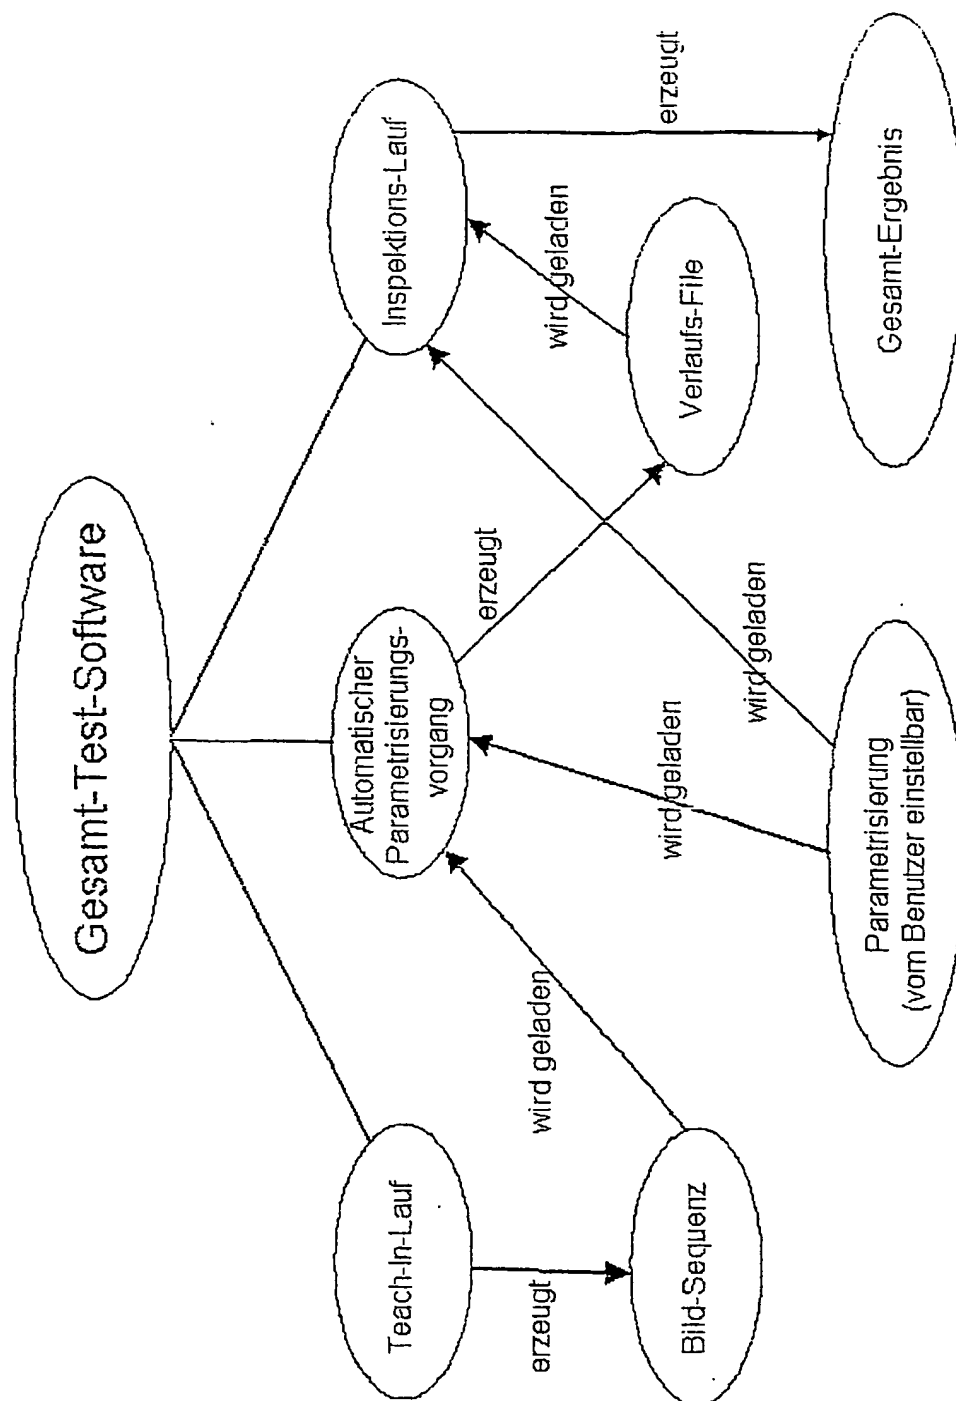 Gesamt-Test-Software
Teach-In-Lauf
Automatischer
Parametrisierungs-
vorgang
Inspektions-Lauf
erzeugt
wird geladen
erzeugt
wird geladen
erzeugt
wird geladen
wird geladen
Bild-Sequenz
Verlaufs-File
Parametrisierung
(vom Benutzer einstellbar)
Gesamt-Ergebnis